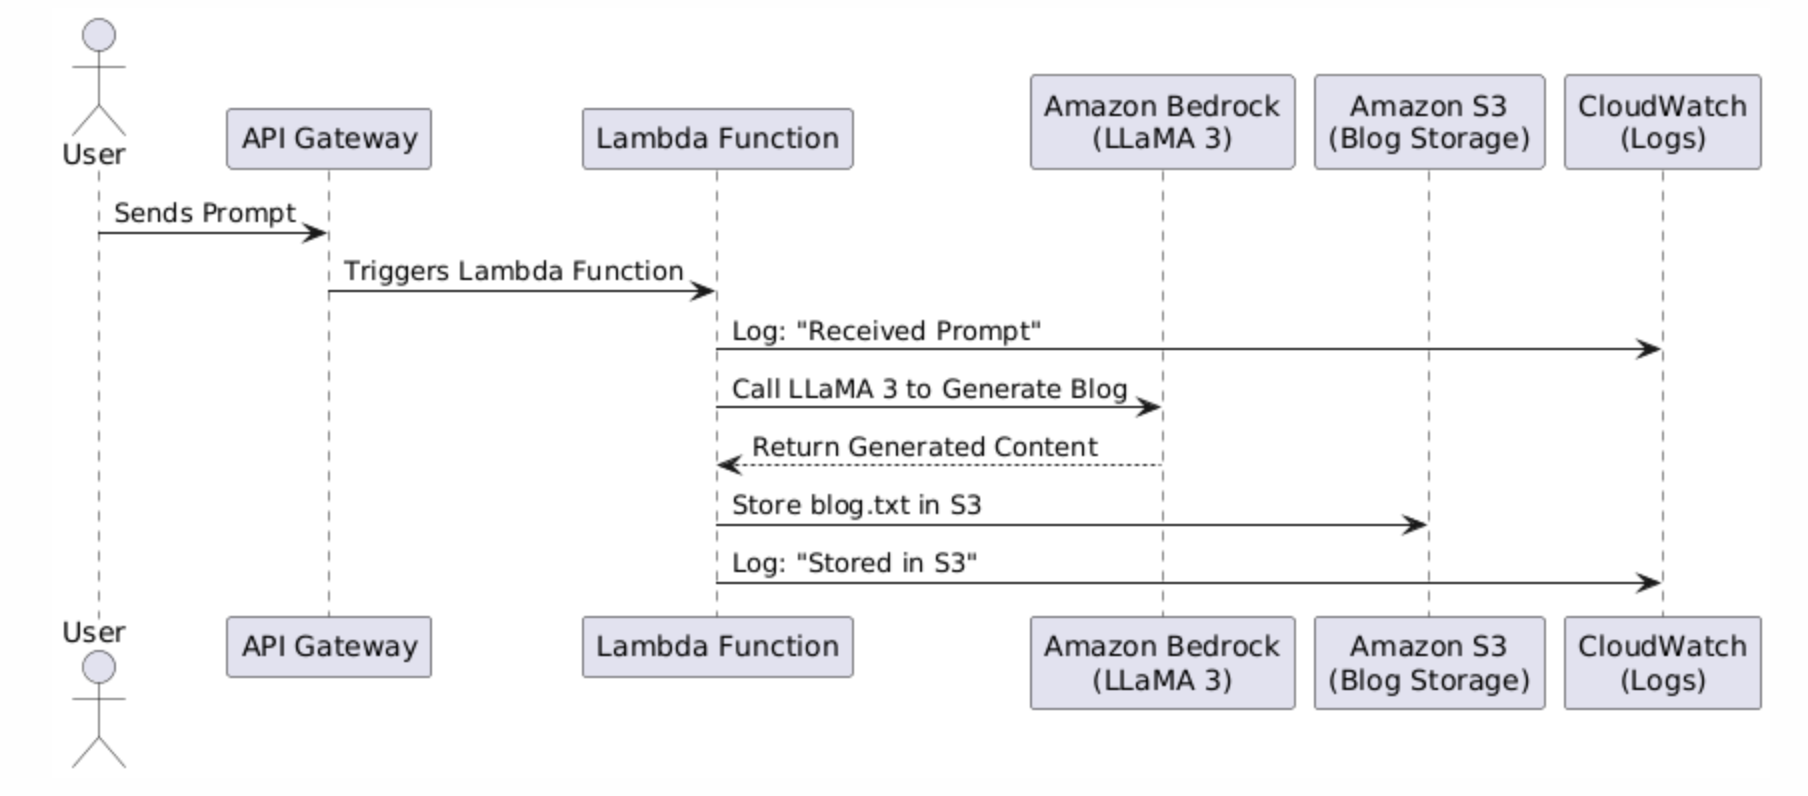 User
API Gateway
Lambda Function
Amazon Bedrock
(LLaMA 3)
Amazon S3
(Blog Storage)
CloudWatch
(Logs)
Sends Prompt
Triggers Lambda Function
Log: "Received Prompt"
Call LLaMA 3 to Generate Blog
Return Generated Content
Store blog.txt in S3
Log: "Stored in S3"
User
API Gateway
Lambda Function
Amazon Bedrock
(LLaMA 3)
Amazon S3
(Blog Storage)
CloudWatch
(Logs)